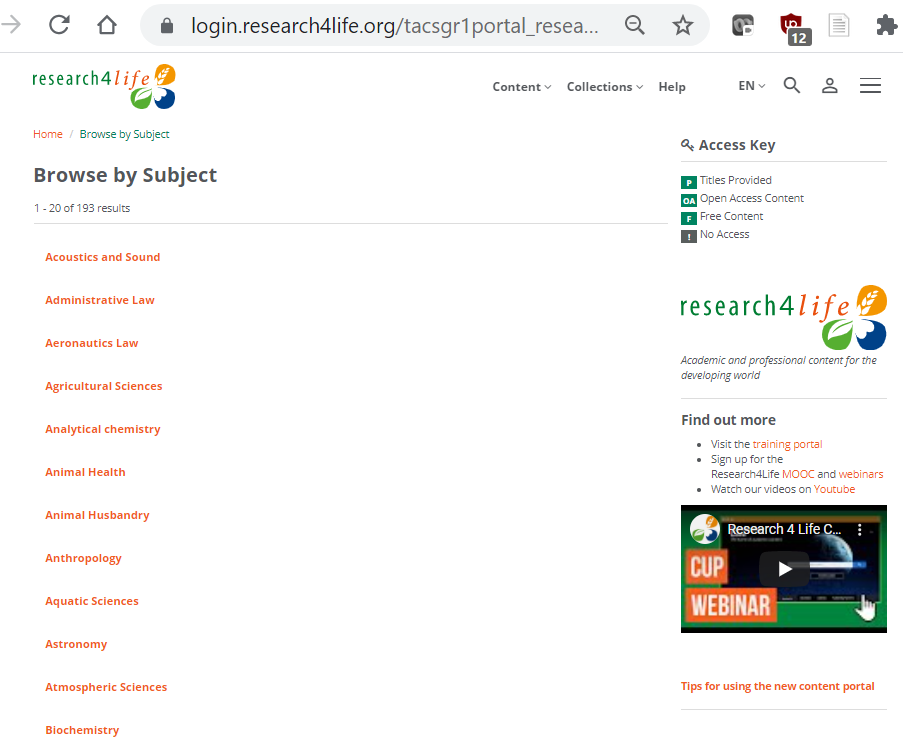 login.research4life.org/tacsgr1portal_resea...
12
research4life
Content
Collections
Help
EN
Home / Browse by Subject
Browse by Subject
1 - 20 of 193 results
Acoustics and Sound
Administrative Law
Aeronautics Law
Agricultural Sciences
Analytical chemistry
Animal Health
Animal Husbandry
Anthropology
Aquatic Sciences
Astronomy
Atmospheric Sciences
Biochemistry
Access Key
P Titles Provided
OA Open Access Content
F Free Content
! No Access
research4life
Academic and professional content for the
developing world
Find out more
Visit the training portal
Sign up for the
Research4Life MOOC and webinars
Watch our videos on Youtube
Research 4 Life C...
CUP
WEBINAR
Tips for using the new content portal